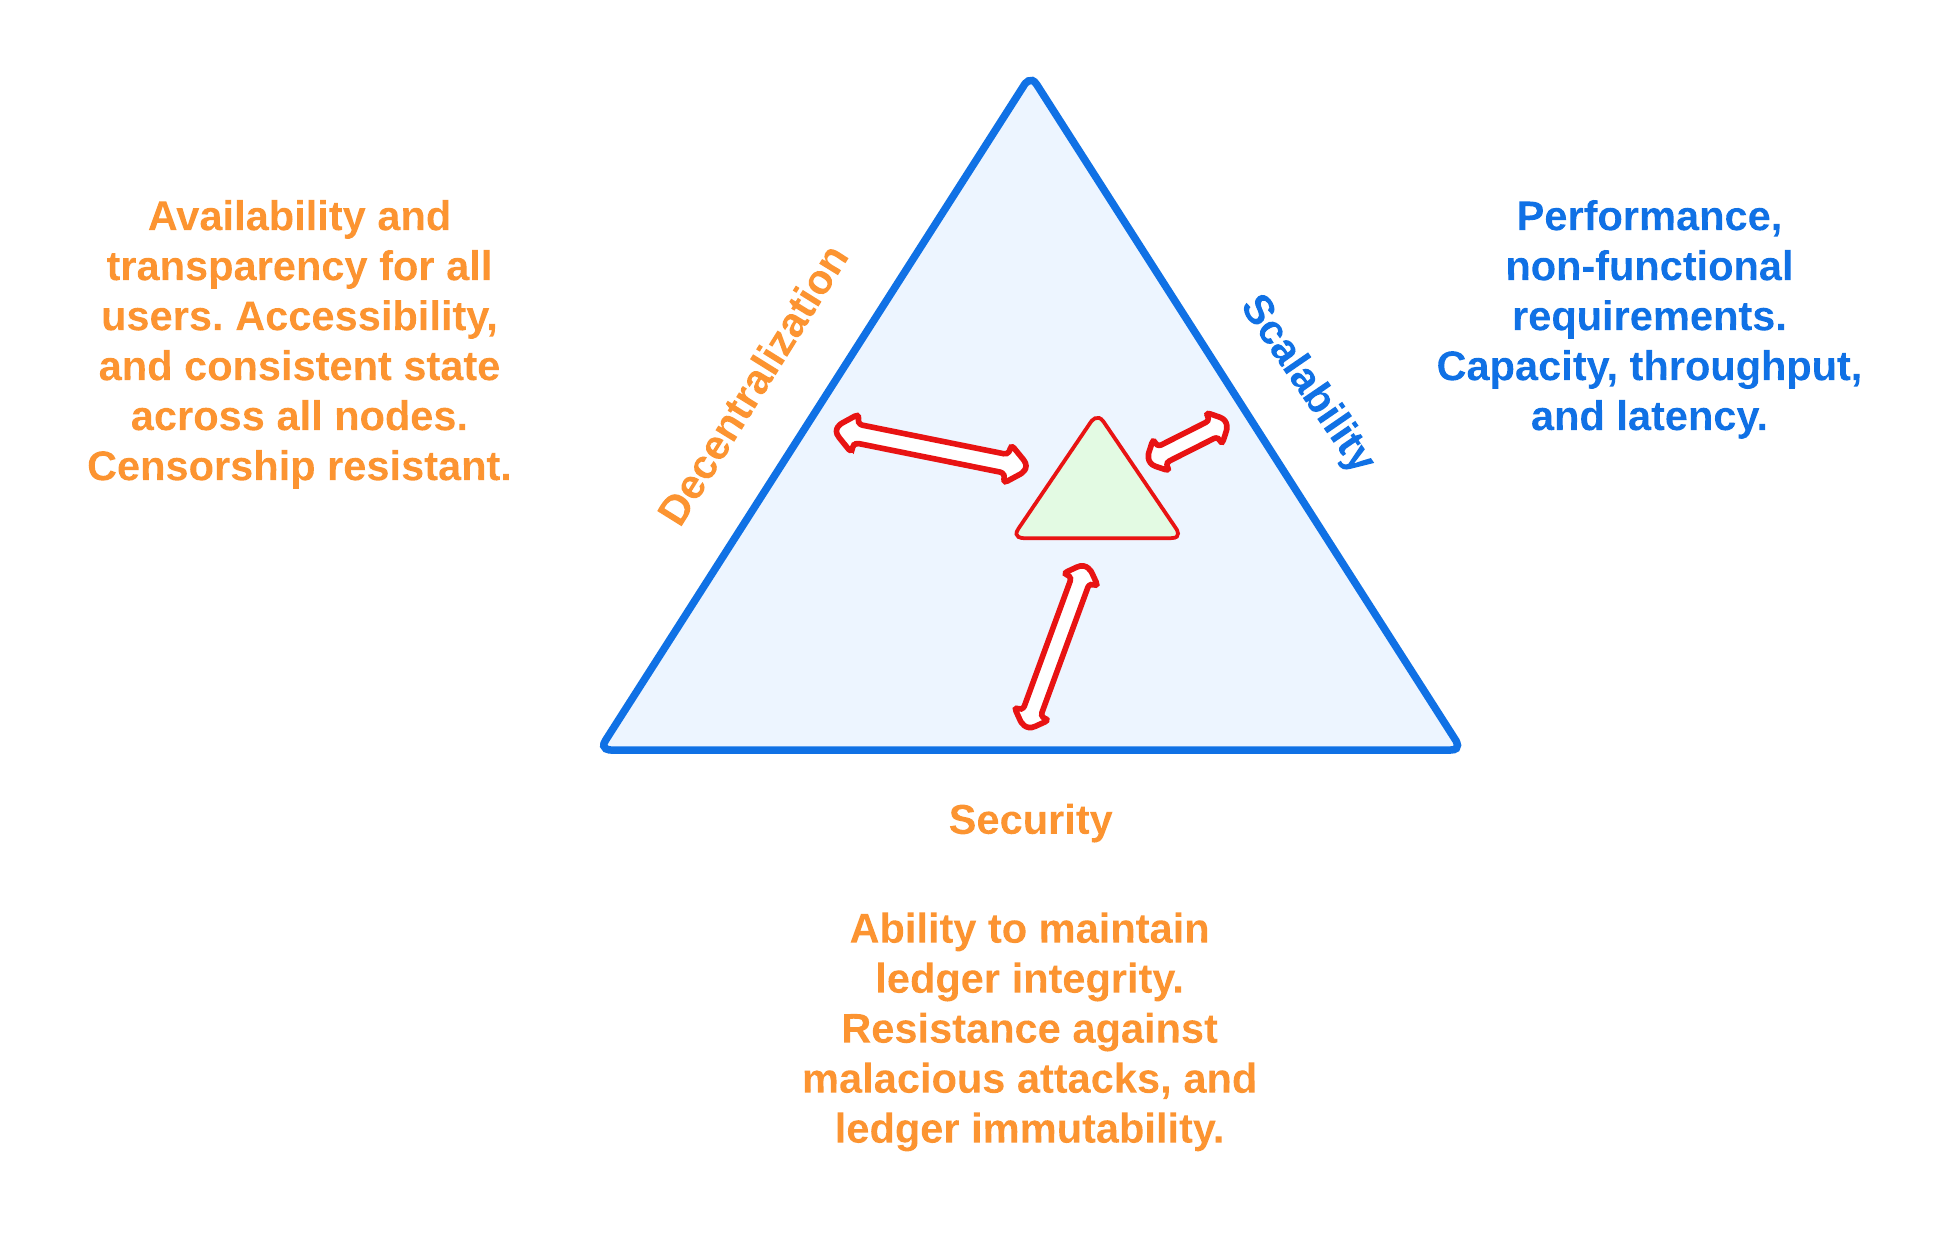 Availability and
transparency for all
users. Accessibility,
and consistent state
across all nodes.
Censorship resistant.
Decentralization
Scalability
Performance,
non-functional
requirements.
Capacity, throughput,
and latency.
Security
Ability to maintain
ledger integrity.
Resistance against
malacious attacks, and
ledger immutability.